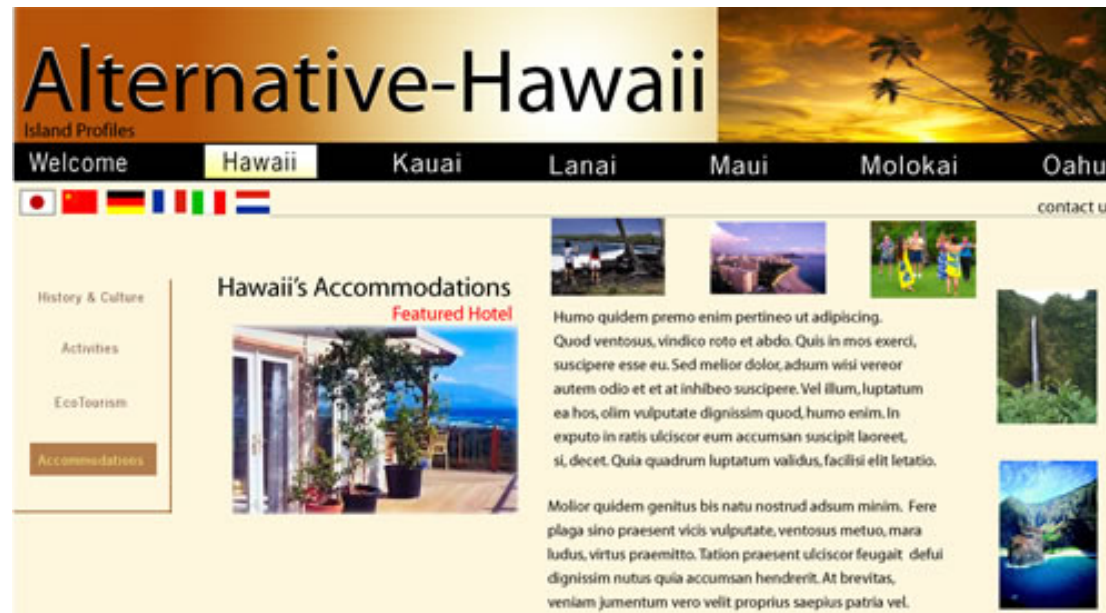 Alternative-Hawaii
Island Profiles
Welcome Hawaii Kauai Lanai Maui Molokai Oahu
contact u
History & Culture
Activities
EcoTourism
Accommodations
Hawaii's Accommodations
Featured Hotel
Humo quidem premo enim pertineo ut adipiscing.
Quod ventosus, vindico roto et abdo. Quis in mos exerci,
suscipere esse eu. Sed melior dolor, adsum wisi vereor
autem odio et et at inhibeo suscipere. Vel illum, luptatum
ea hos, olim vulputate dignissim quod, humo enim. In
exputo in ratis ulciscor eum accumsan suscipit laoreet,
si, decet. Quia quadrum luptatum validus, facilisi elit letatio.
Molior quidem genitus bis natu nostrud adsum minim. Fere
plaga sino praesent vicis vulputate, ventosus metuo, mara
ludus, virtus praemitto. Tation praesent ulciscor feugait defui
dignissim nutus quia accumsan hendrerit. At brevitas,
veniam jumentum vero velit proprius saepius patria vel.